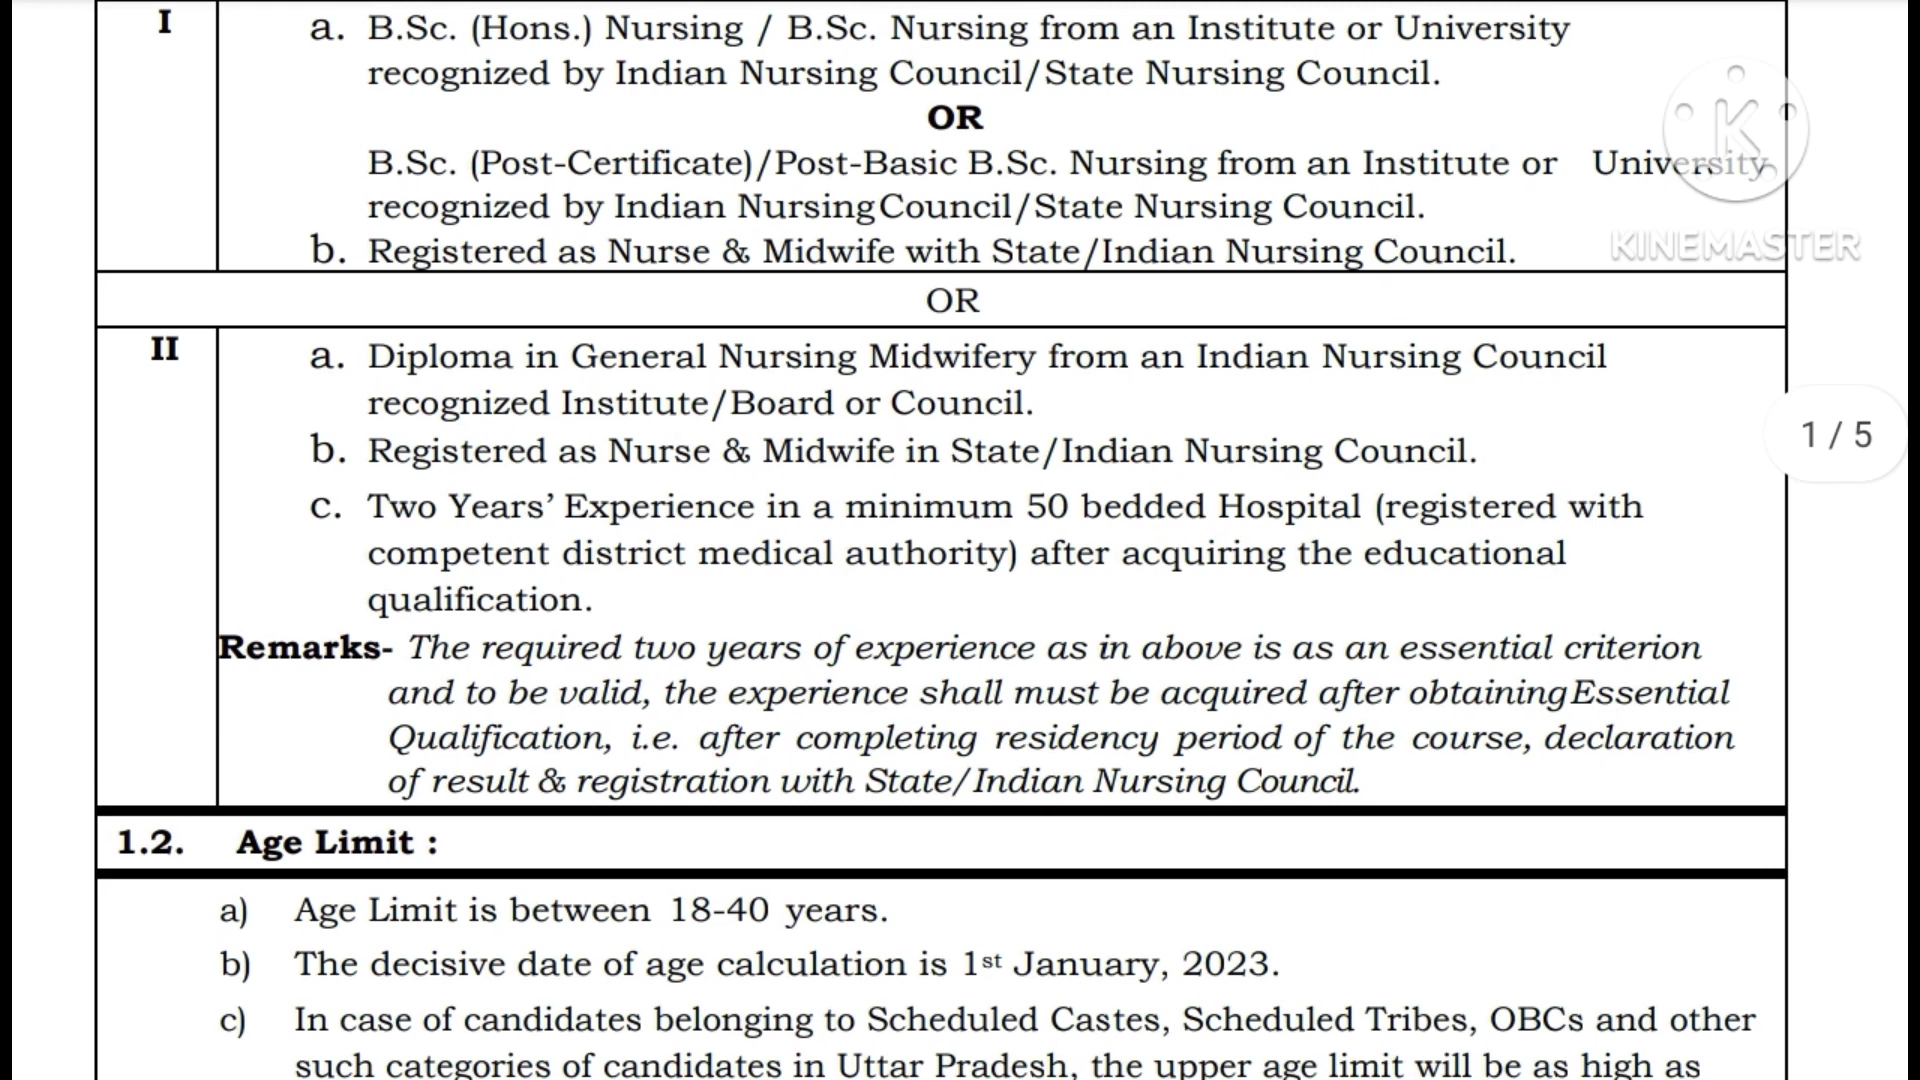 I
a. B.Sc. (Hons.) Nursing / B.Sc. Nursing from an Institute or University
recognized by Indian Nursing Council/State Nursing Council.
OR
B.Sc. (Post-Certificate)/Post-Basic B.Sc. Nursing from an Institute or University
recognized by Indian Nursing Council/State Nursing Council.
b. Registered as Nurse & Midwife with State/Indian Nursing Council.
K
KINEMASTER
OR
II
a. Diploma in General Nursing Midwifery from an Indian Nursing Council
recognized Institute/Board or Council.
b. Registered as Nurse & Midwife in State/Indian Nursing Council.
1 / 5
c. Two Years’ Experience in a minimum 50 bedded Hospital (registered with
competent district medical authority) after acquiring the educational
qualification.
Remarks- The required two years of experience as in above is as an essential criterion
and to be valid, the experience shall must be acquired after obtaining Essential
Qualification, i.e. after completing residency period of the course, declaration
of result & registration with State/Indian Nursing Council.
1.2. Age Limit :
a) Age Limit is between 18-40 years.
b) The decisive date of age calculation is 1st January, 2023.
c) In case of candidates belonging to Scheduled Castes, Scheduled Tribes, OBCs and other
such categories of candidates in Uttar Pradesh, the upper age limit will be as high as